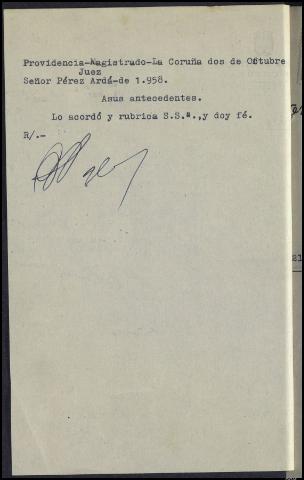 Providencia-Magistrado-La Coruña dos de Octubre
Juez
Señor Pérez Ardá-de 1.958.
Asus antecedentes.
Lo acordó y rubrica S.S&., y doy fé.
R/.-
21